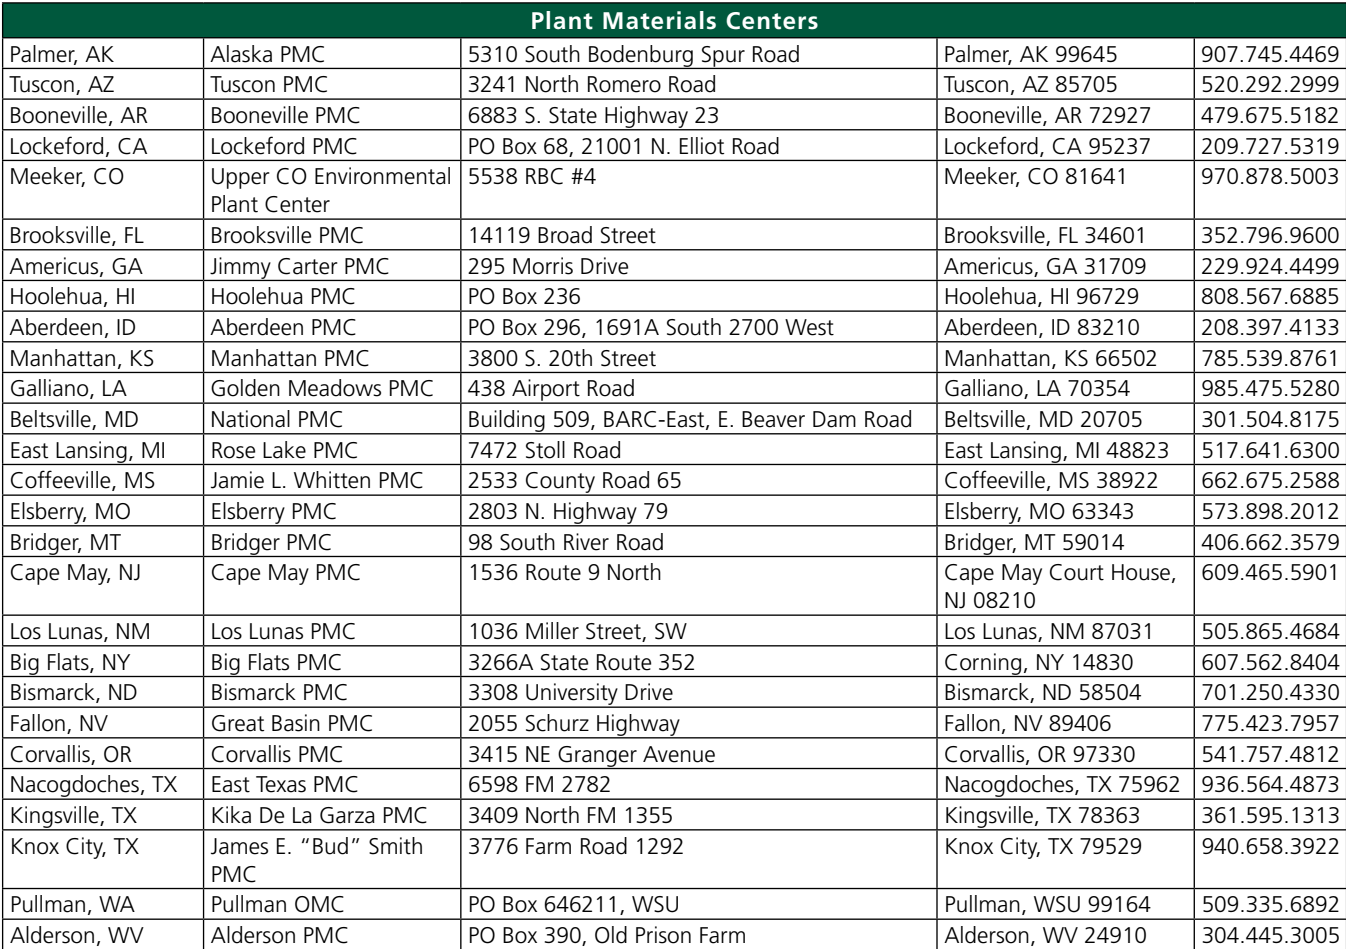 Plant Materials Centers
Palmer, AK Alaska PMC 5310 South Bodenburg Spur Road Palmer, AK 99645 907.745.4469
Tuscon, AZ Tuscon PMC 3241 North Romero Road Tuscon, AZ 85705 520.292.2999
Booneville, AR Booneville PMC 6883 S. State Highway 23 Booneville, AR 72927 479.675.5182
Lockeford, CA Lockeford PMC PO Box 68, 21001 N. Elliot Road Lockeford, CA 95237 209.727.5319
Meeker, CO Upper CO Environmental 5538 RBC #4 Meeker, CO 81641 970.878.5003
Plant Center
Brooksville, FL Brooksville PMC 14119 Broad Street Brooksville, FL 34601 352.796.9600
Americus, GA Jimmy Carter PMC 295 Morris Drive Americus, GA 31709 229.924.4499
Hoolehua, HI Hoolehua PMC PO Box 236 Hoolehua, HI 96729 808.567.6885
Aberdeen, ID Aberdeen PMC PO Box 296, 1691A South 2700 West Aberdeen, ID 83210 208.397.4133
Manhattan, KS Manhattan PMC 3800 S. 20th Street Manhattan, KS 66502 785.539.8761
Galliano, LA Golden Meadows PMC 438 Airport Road Galliano, LA 70354 985.475.5280
Beltsville, MD National PMC Building 509, BARC-East, E. Beaver Dam Road Beltsville, MD 20705 301.504.8175
East Lansing, MI Rose Lake PMC 7472 Stoll Road East Lansing, MI 48823 517.641.6300
Coffeeville, MS Jamie L. Whitten PMC 2533 County Road 65 Coffeeville, MS 38922 662.675.2588
Elsberry, MO Elsberry PMC 2803 N. Highway 79 Elsberry, MO 63343 573.898.2012
Bridger, MT Bridger PMC 98 South River Road Bridger, MT 59014 406.662.3579
Cape May, NJ Cape May PMC 1536 Route 9 North Cape May Court House, 609.465.5901
NJ 08210
Los Lunas, NM Los Lunas PMC 1036 Miller Street, SW Los Lunas, NM 87031 505.865.4684
Big Flats, NY Big Flats PMC 3266A State Route 352 Corning, NY 14830 607.562.8404
Bismarck, ND Bismarck PMC 3308 University Drive Bismarck, ND 58504 701.250.4330
Fallon, NV Great Basin PMC 2055 Schurz Highway Fallon, NV 89406 775.423.7957
Corvallis, OR Corvallis PMC 3415 NE Granger Avenue Corvallis, OR 97330 541.757.4812
Nacogdoches, TX East Texas PMC 6598 FM 2782 Nacogdoches, TX 75962 936.564.4873
Kingsville, TX Kika De La Garza PMC 3409 North FM 1355 Kingsville, TX 78363 361.595.1313
Knox City, TX James E. “Bud” Smith 3776 Farm Road 1292 Knox City, TX 79529 940.658.3922
PMC
Pullman, WA Pullman OMC PO Box 646211, WSU Pullman, WSU 99164 509.335.6892
Alderson, WV Alderson PMC PO Box 390, Old Prison Farm Alderson, WV 24910 304.445.3005